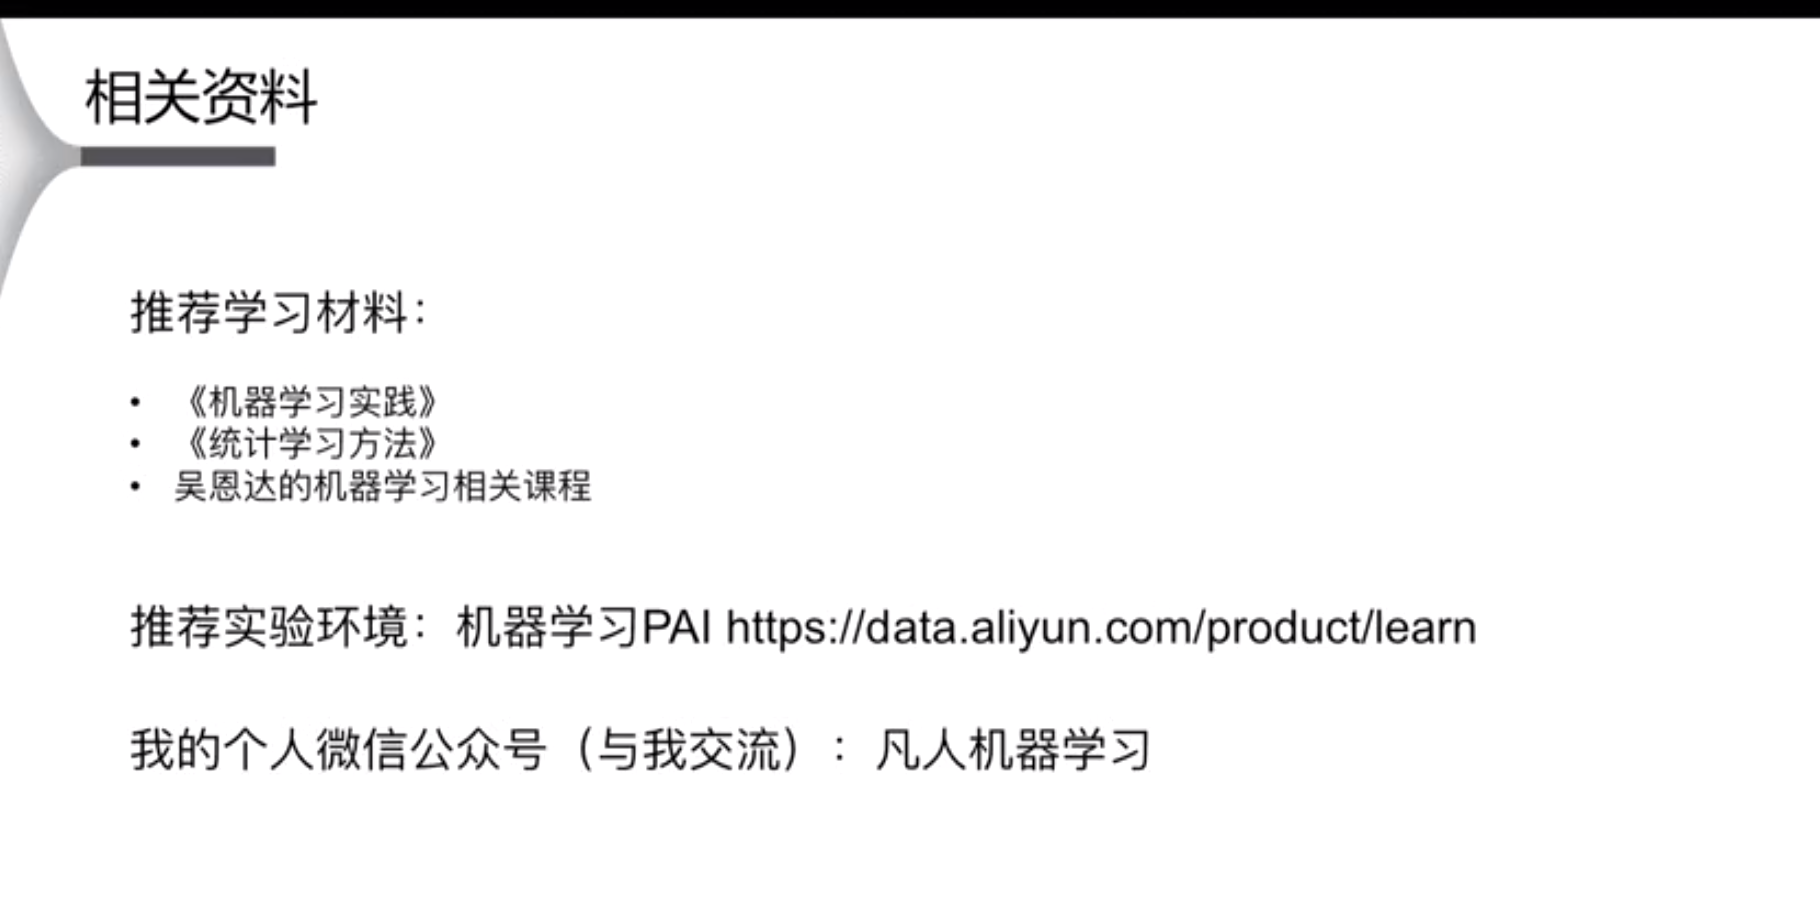 相关资料
推荐学习材料：
• 《机器学习实践》
• 《统计学习方法》
• 吴恩达的机器学习相关课程
推荐实验环境：机器学习PAI https://data.aliyun.com/product/learn
我的个人微信公众号（与我交流）：凡人机器学习